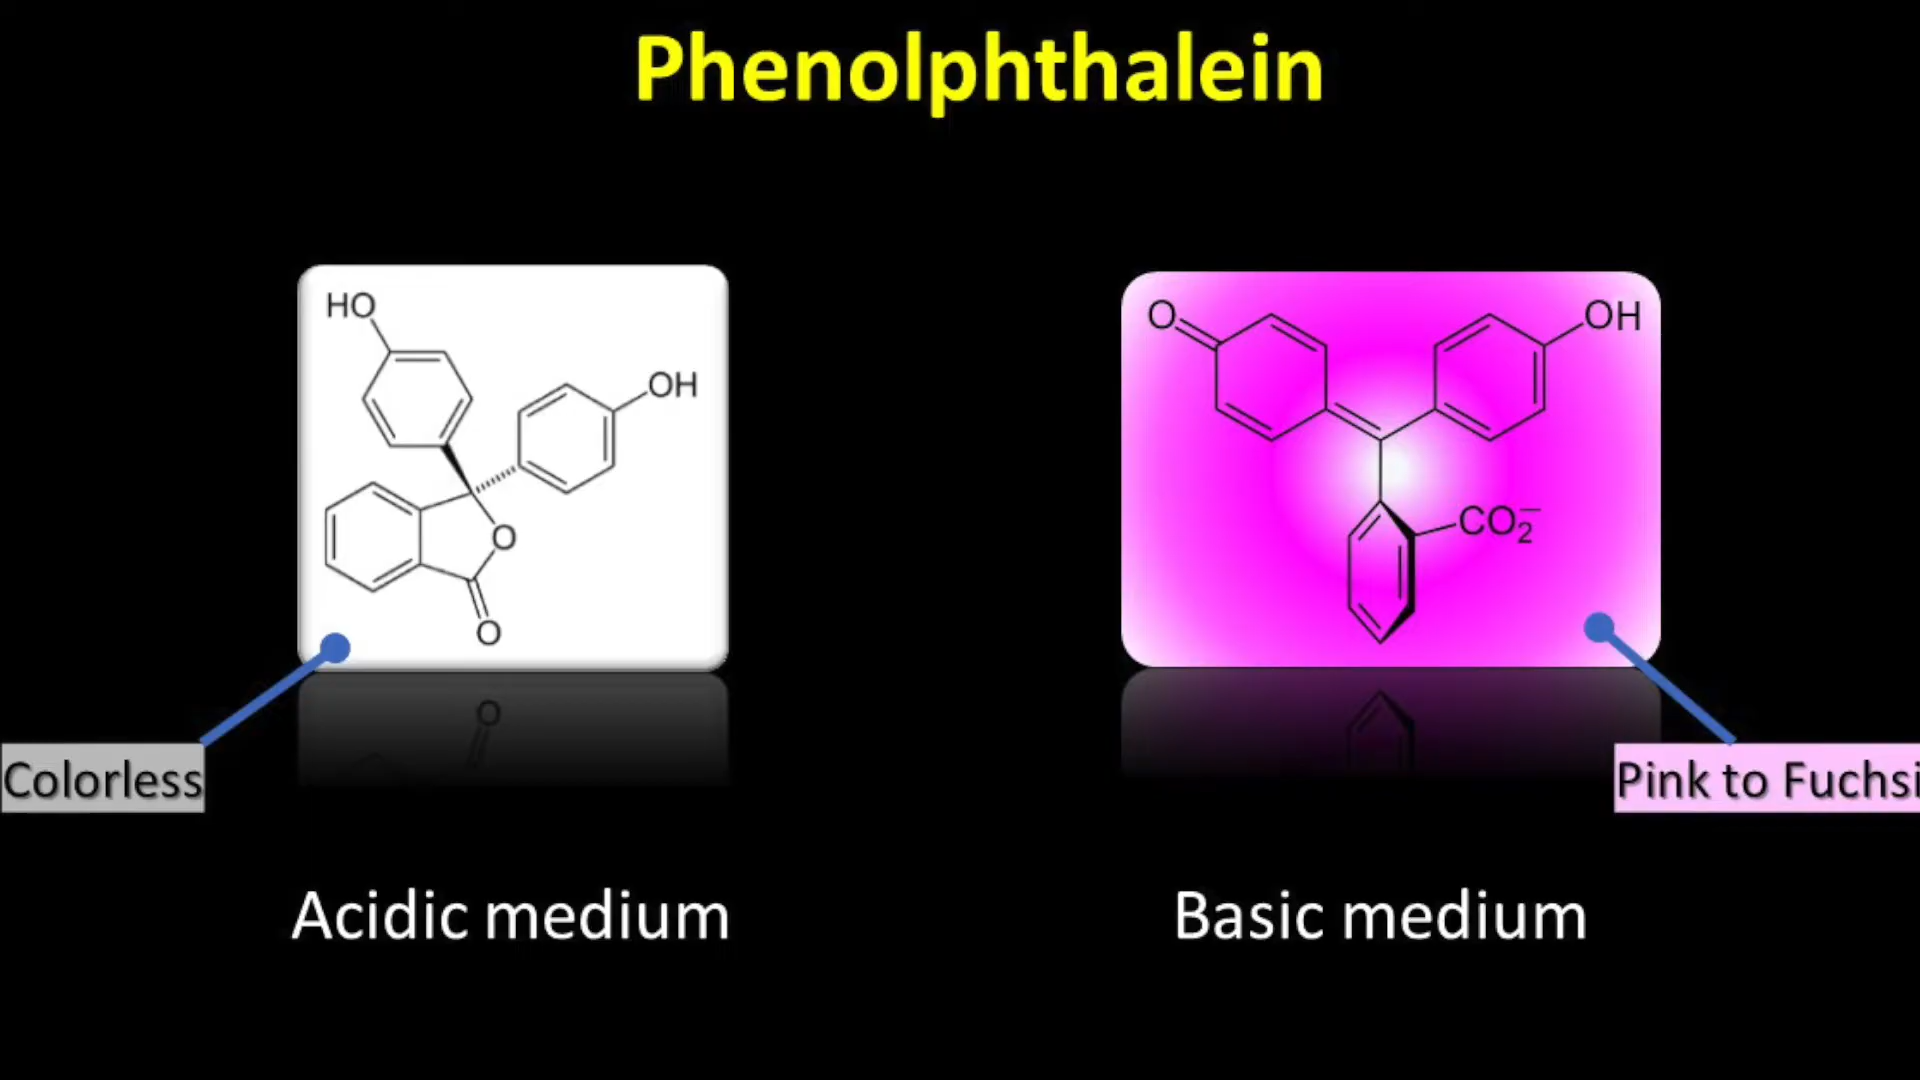 Phenolphthalein
HO
OH
O
O
O
OH
CO₂⁻
O
Colorless
Pink to Fuchsi
Acidic medium
Basic medium